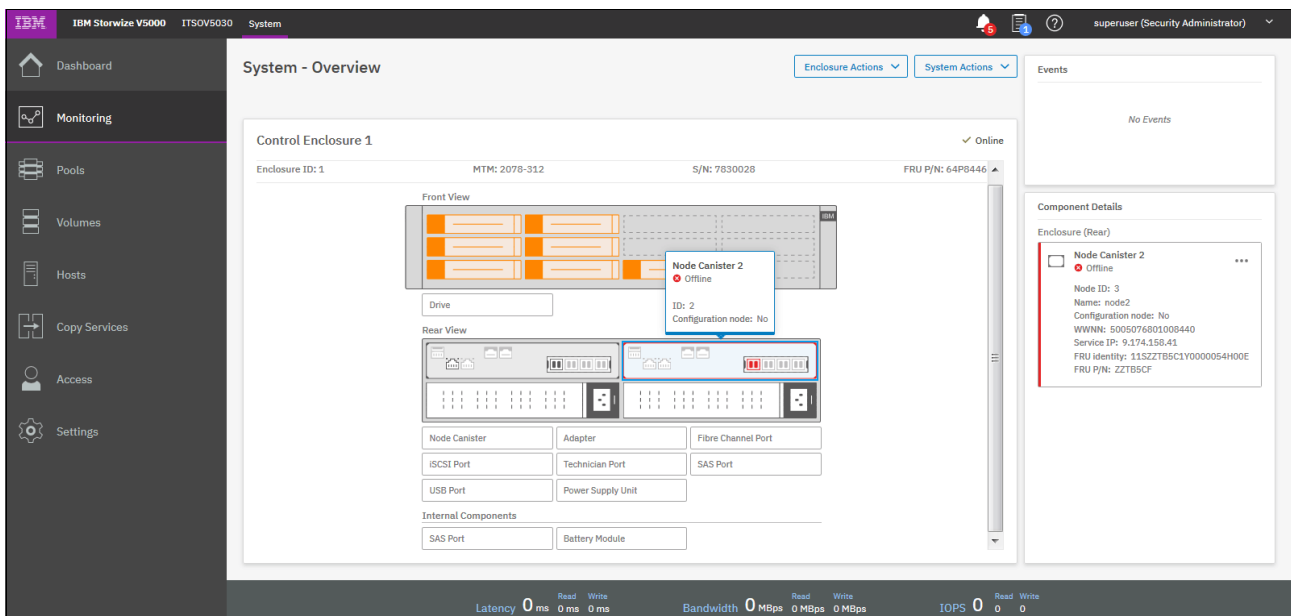 IBM IBM Storwize V5000 ITSOV5030 System 5 1 superuser (Security Administrator)
Dashboard
Monitoring
Pools
Volumes
Hosts
Copy Services
Access
Settings
System - Overview
Enclosure Actions System Actions
Control Enclosure 1
Online
Enclosure ID: 1 MTM: 2078-312 S/N: 7830028 FRU P/N: 64P8446
Front View
IBM
Node Canister 2
Offline
ID: 2
Configuration node: No
Drive
Rear View
Node Canister Adapter Fibre Channel Port
iSCSI Port Technician Port SAS Port
USB Port Power Supply Unit
Internal Components
SAS Port Battery Module
Events
No Events
Component Details
Enclosure (Rear)
Node Canister 2
Offline
Node ID: 3
Name: node2
Configuration node: No
WWNN: 5005076801008440
Service IP: 9.174.158.41
FRU identity: 11SZZTB5C1Y0000054H00E
FRU P/N: ZZTB5CF
Read Write Read Write Read Write
Latency 0 ms 0 ms 0 ms Bandwidth 0 MBps 0 MBps 0 MBps IOPS 0 0 0